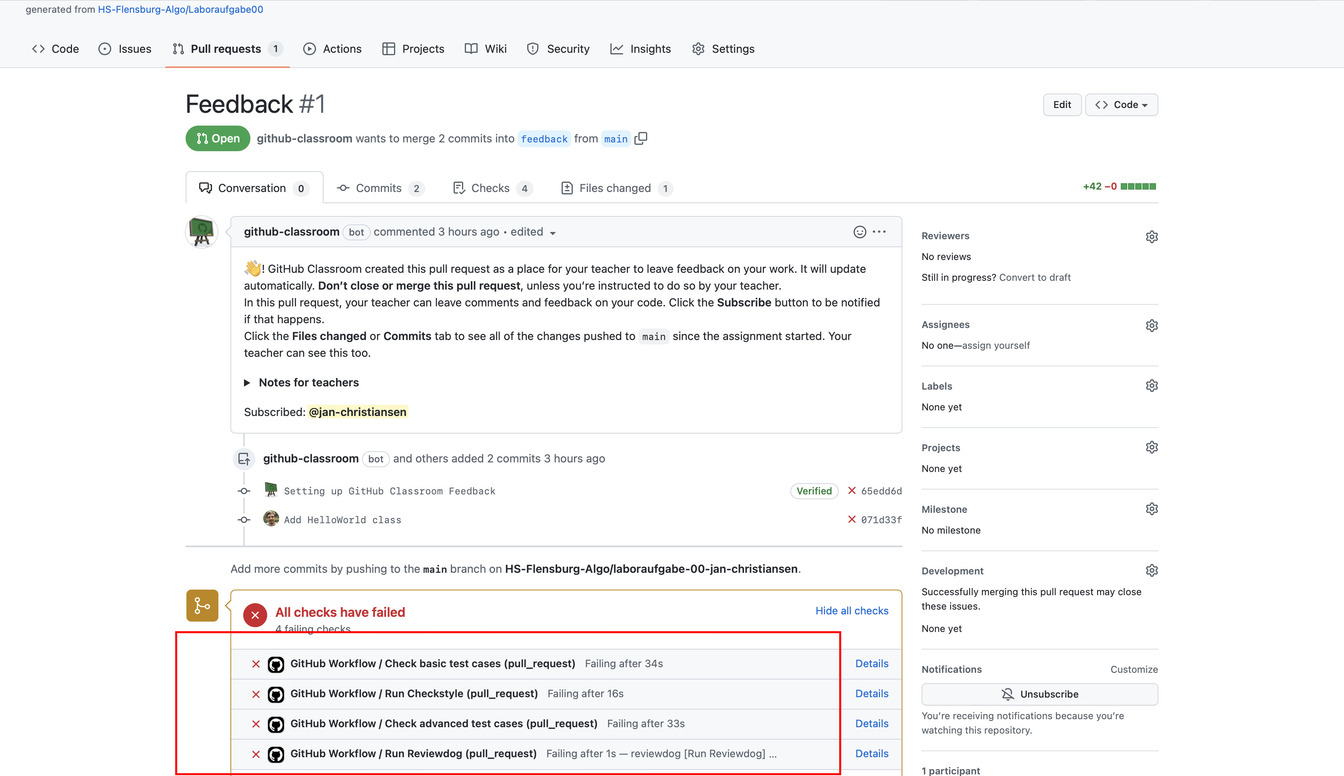 generated from HS-Flensburg-Algo/Laboraufgabe00
Code Issues Pull requests 1 Actions Projects Wiki Security Insights Settings
Feedback #1
Edit <> Code
Open github-classroom wants to merge 2 commits into feedback from main
Conversation 0 Commits 2 Checks 4 Files changed 1
+42 −0
github-classroom bot commented 3 hours ago • edited
👋! GitHub Classroom created this pull request as a place for your teacher to leave feedback on your work. It will update
automatically. Don't close or merge this pull request, unless you're instructed to do so by your teacher.
In this pull request, your teacher can leave comments and feedback on your code. Click the Subscribe button to be notified
if that happens.
Click the Files changed or Commits tab to see all of the changes pushed to main since the assignment started. Your
teacher can see this too.
Notes for teachers
Subscribed: @jan-christiansen
github-classroom bot and others added 2 commits 3 hours ago
Setting up GitHub Classroom Feedback Verified 65edd6d
Add HelloWorld class 071d33f
Add more commits by pushing to the main branch on HS-Flensburg-Algo/laboraufgabe-00-jan-christiansen.
All checks have failed
4 failing checks
Hide all checks
GitHub Workflow / Check basic test cases (pull_request) Failing after 34s Details
GitHub Workflow / Run Checkstyle (pull_request) Failing after 16s Details
GitHub Workflow / Check advanced test cases (pull_request) Failing after 33s Details
GitHub Workflow / Run Reviewdog (pull_request) Failing after 1s — reviewdog [Run Reviewdog] ... Details
Reviewers
No reviews
Still in progress? Convert to draft
Assignees
No one—assign yourself
Labels
None yet
Projects
None yet
Milestone
No milestone
Development
Successfully merging this pull request may close
these issues.
None yet
Notifications Customize
Unsubscribe
You're receiving notifications because you're
watching this repository.
1 participant